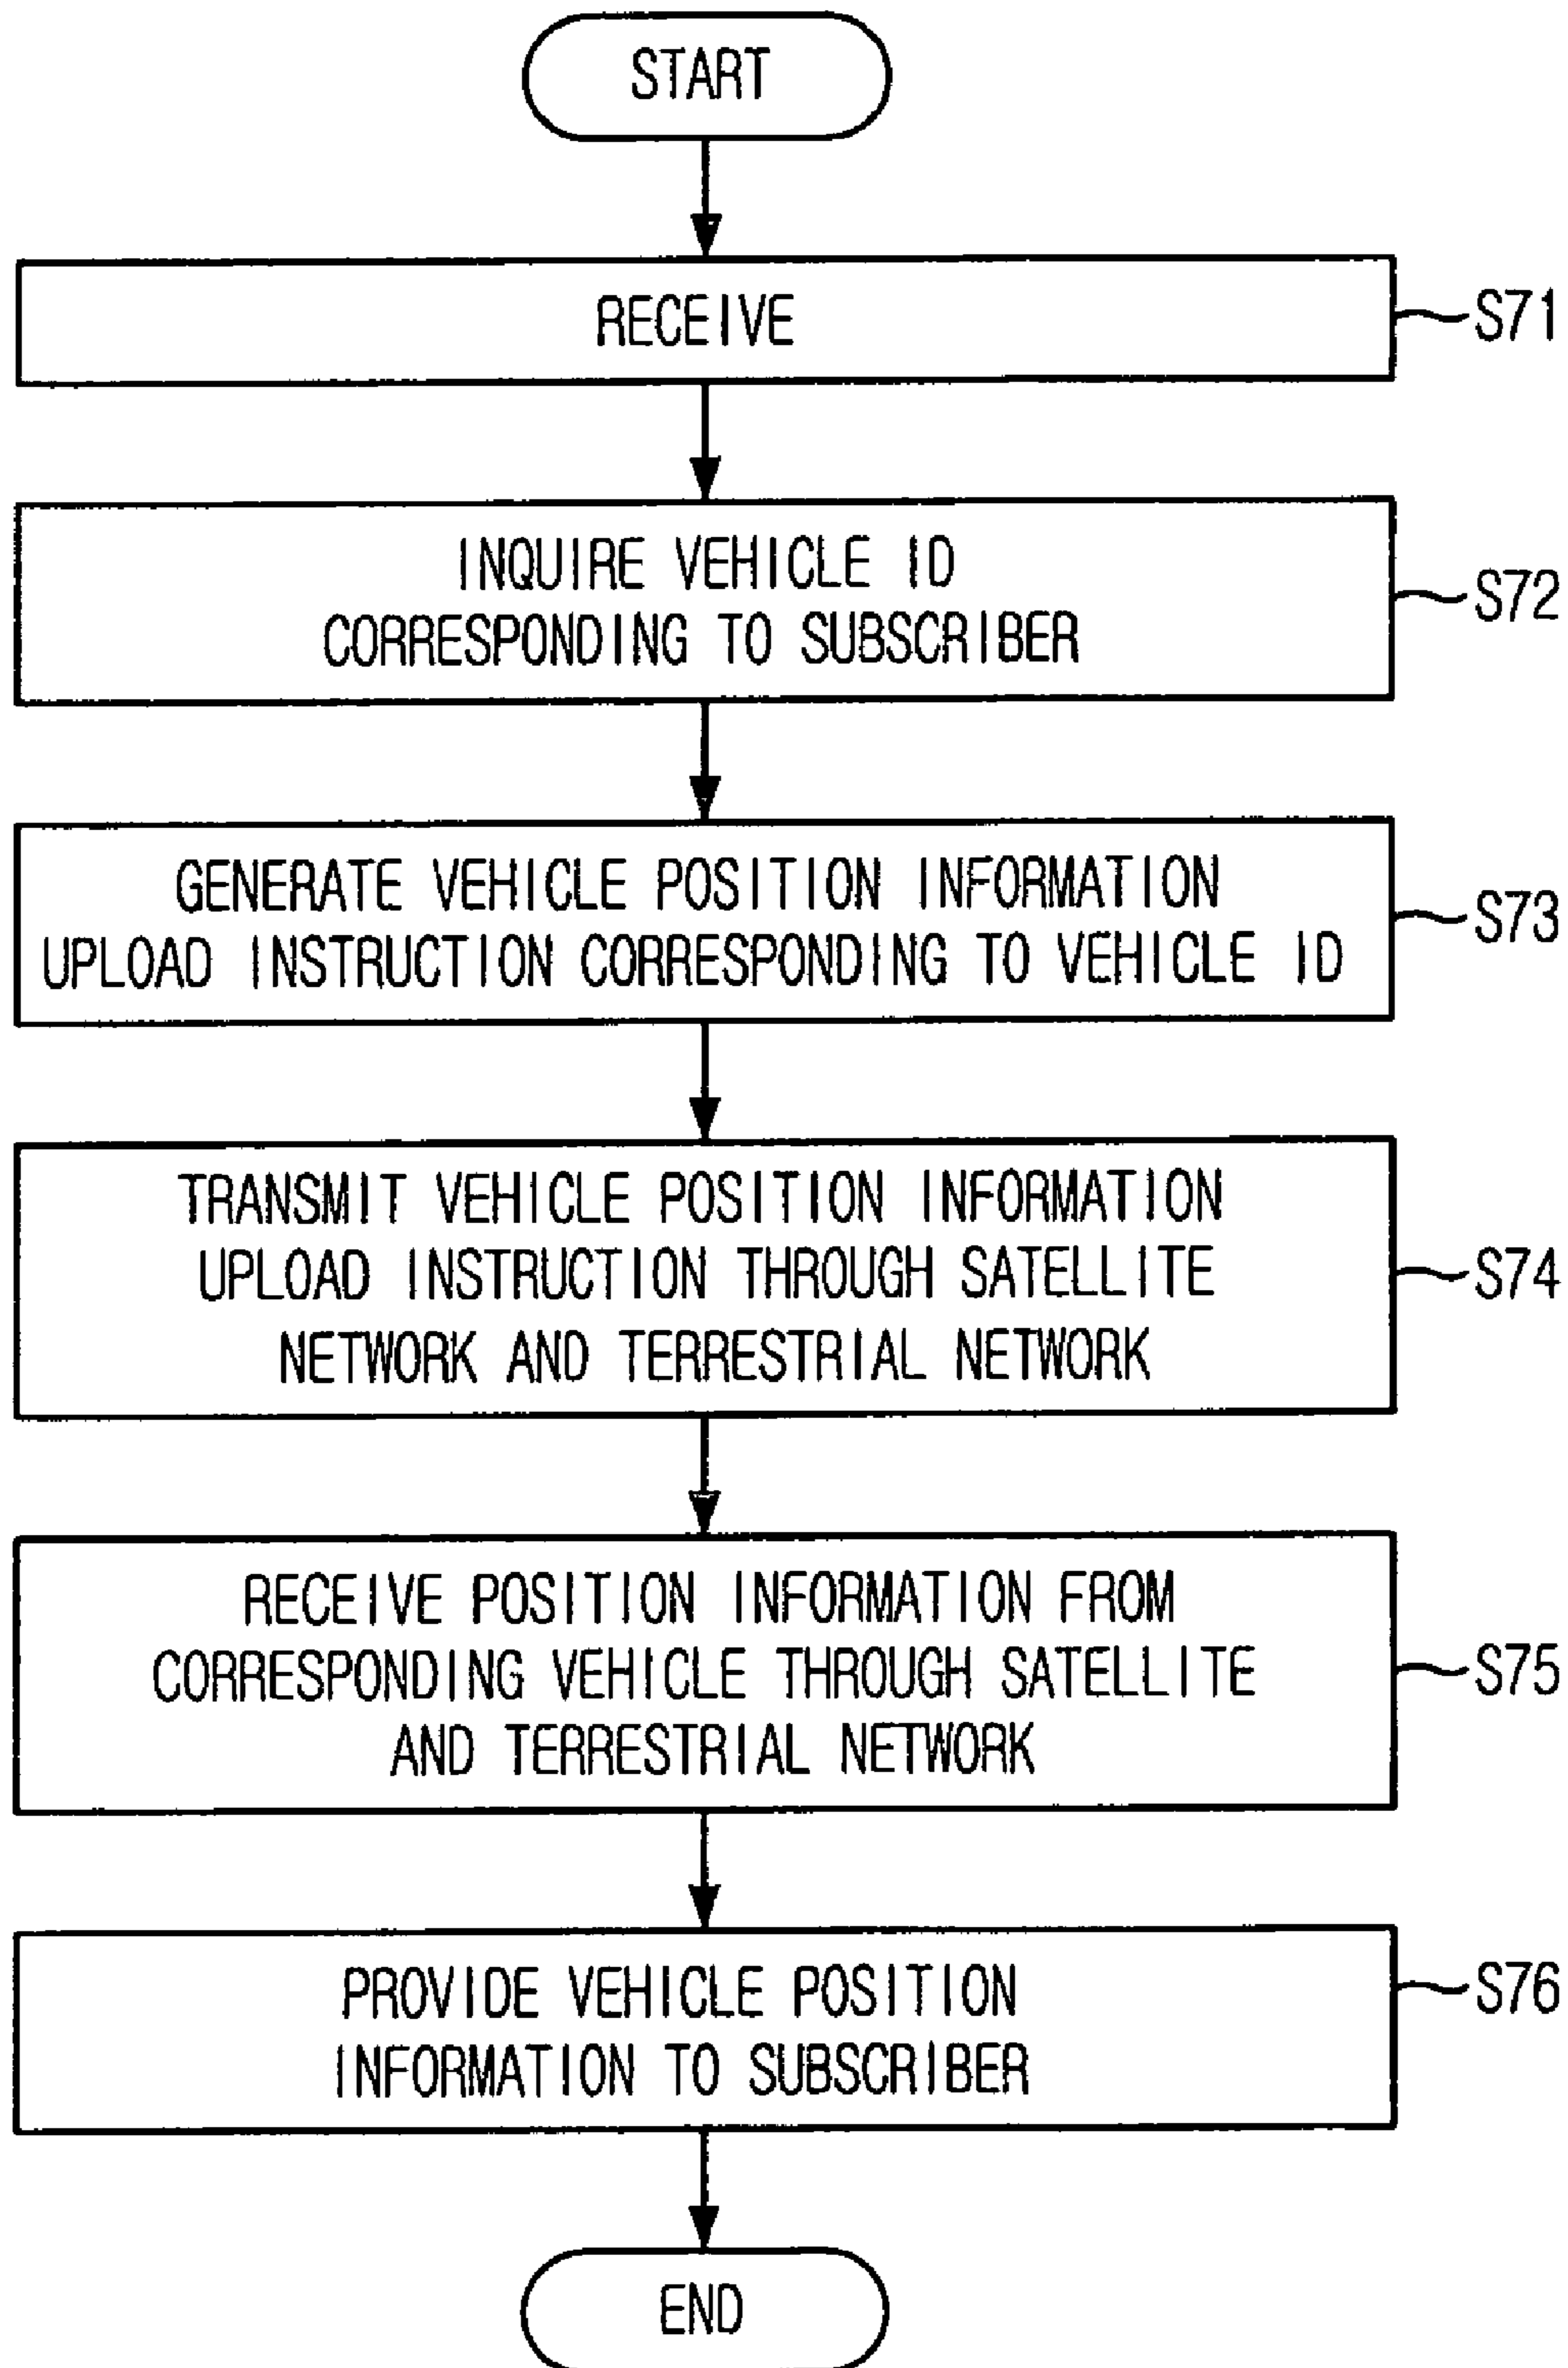 START
RECEIVE
S71
INQUIRE VEHICLE ID
CORRESPONDING TO SUBSCRIBER
S72
GENERATE VEHICLE POSITION INFORMATION
UPLOAD INSTRUCTION CORRESPONDING TO VEHICLE ID
S73
TRANSMIT VEHICLE POSITION INFORMATION
UPLOAD INSTRUCTION THROUGH SATELLITE
NETWORK AND TERRESTRIAL NETWORK
S74
RECEIVE POSITION INFORMATION FROM
CORRESPONDING VEHICLE THROUGH SATELLITE
AND TERRESTRIAL NETWORK
S75
PROVIDE VEHICLE POSITION
INFORMATION TO SUBSCRIBER
S76
END